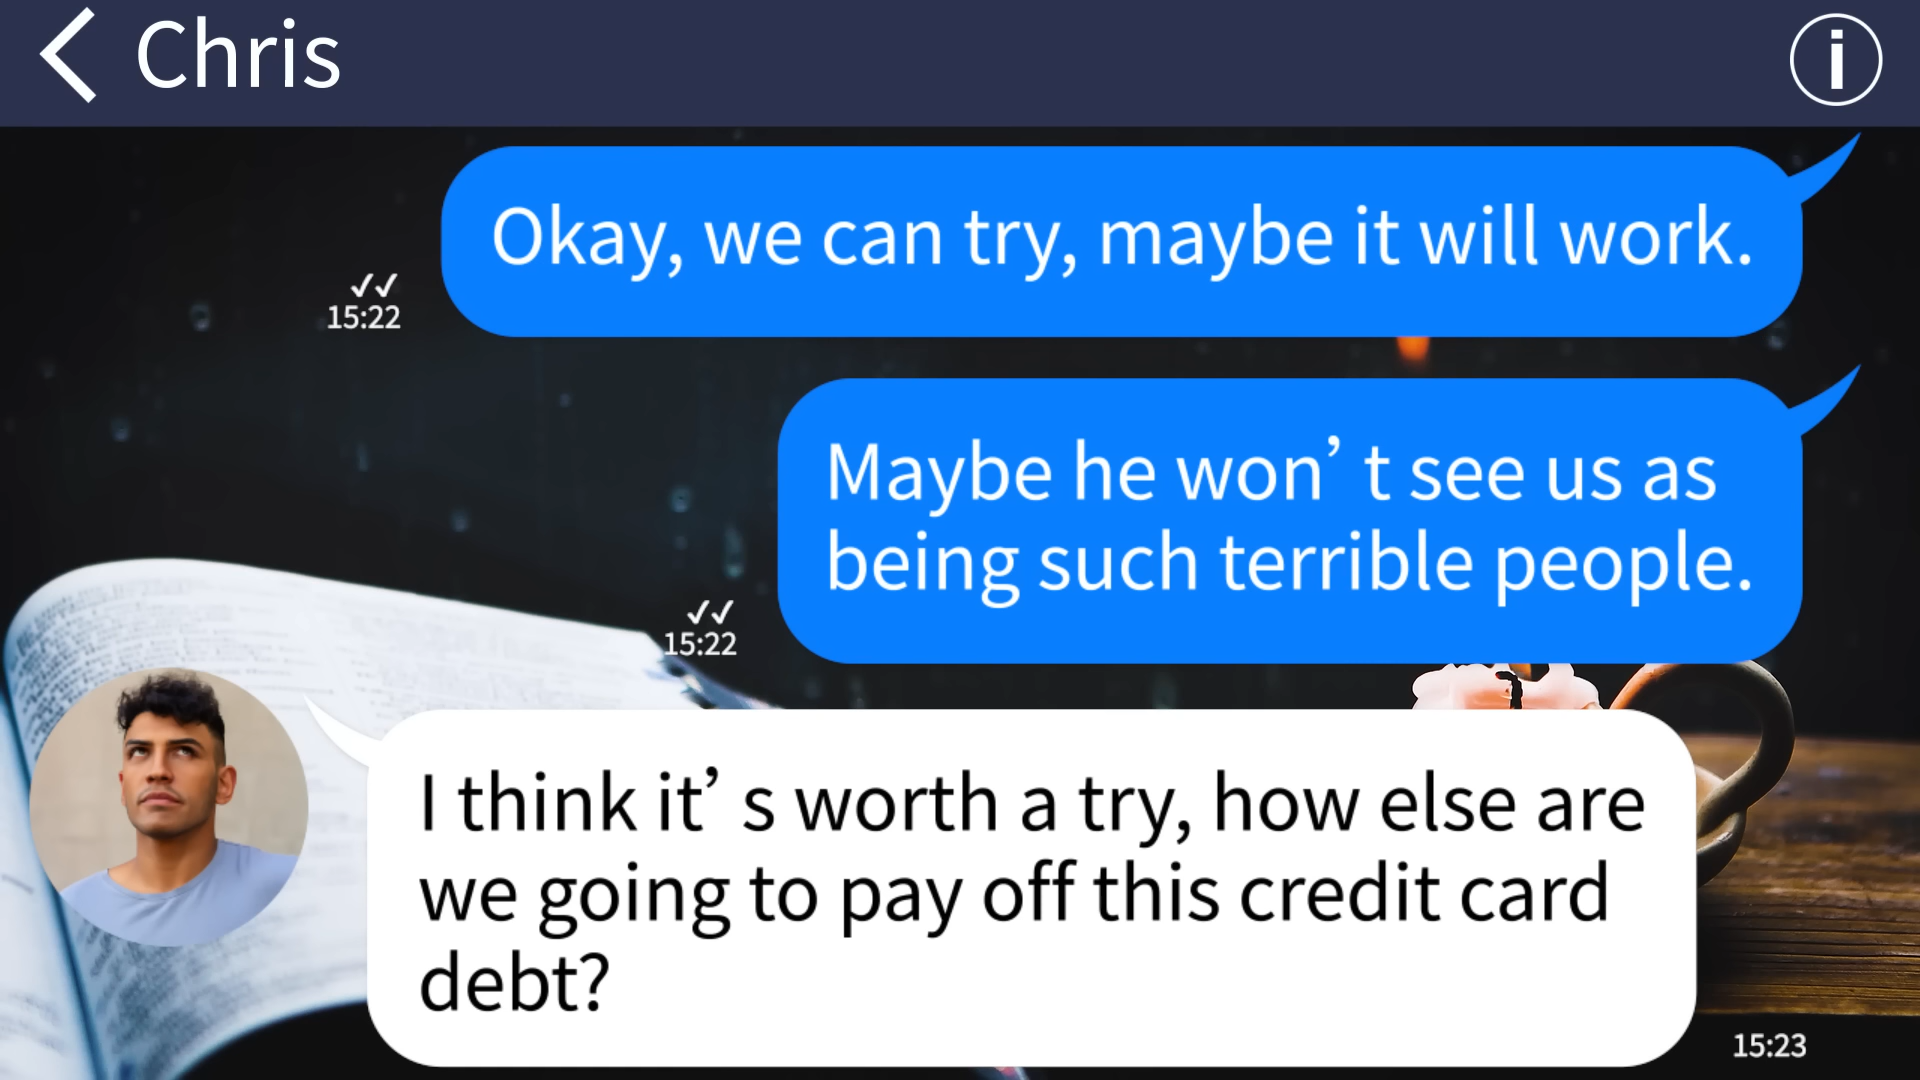 Chris
Okay, we can try, maybe it will work.
15:22
Maybe he won’ t see us as
being such terrible people.
15:22
I think it’ s worth a try, how else are
we going to pay off this credit card
debt?
15:23